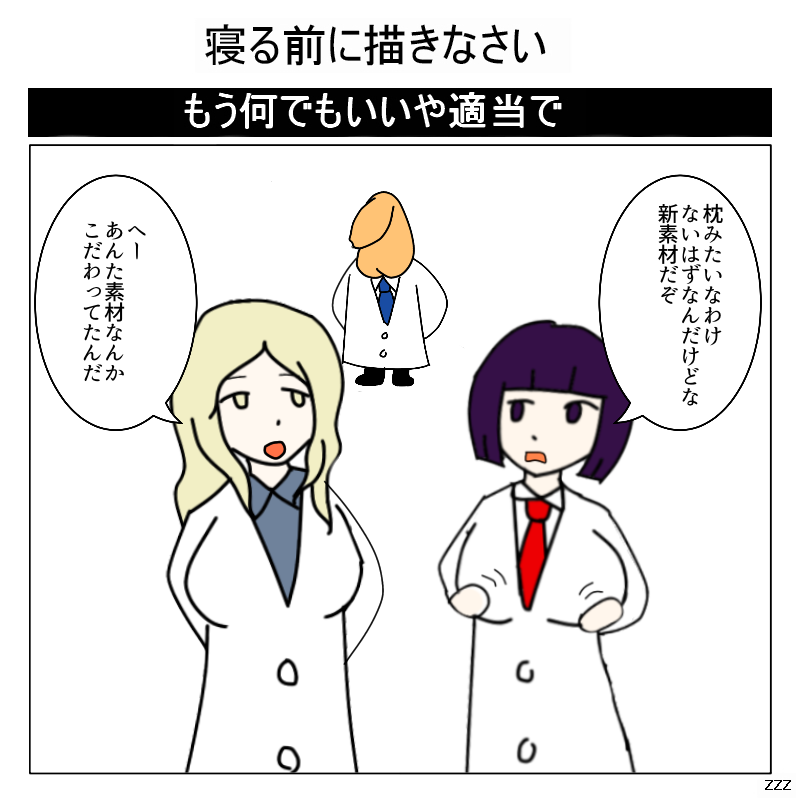 寝る前に描きなさい
もう何でもいいや適当で
枕みたいなわけ
ないはずなんだけどな
新素材だぞ
へー
あんた素材なんか
こだわってたんだ
zzz